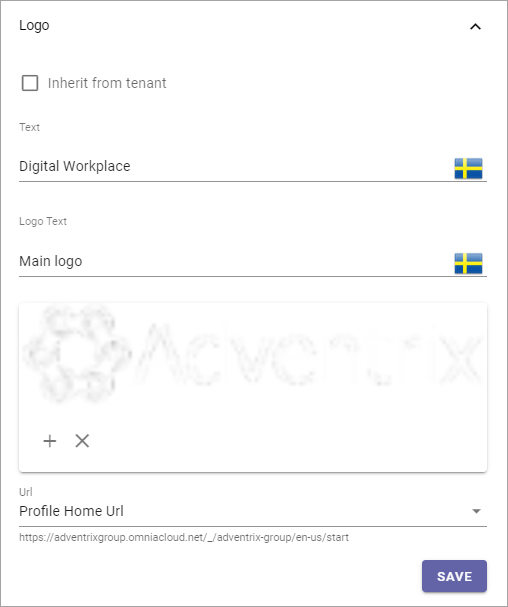 Logo
Inherit from tenant
Text
Digital Workplace
Logo Text
Main logo
Adventrix
Url
Profile Home Url
https://adventrixgroup.omniacloud.net/_/adventrix-group/en-us/start
SAVE